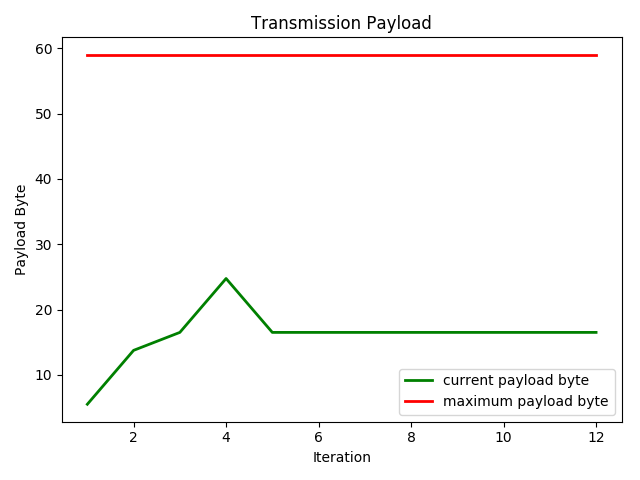 Transmission Payload
60
50
40
30
20
10
Payload Byte
current payload byte
maximum payload byte
2 4 6 8 10 12
Iteration